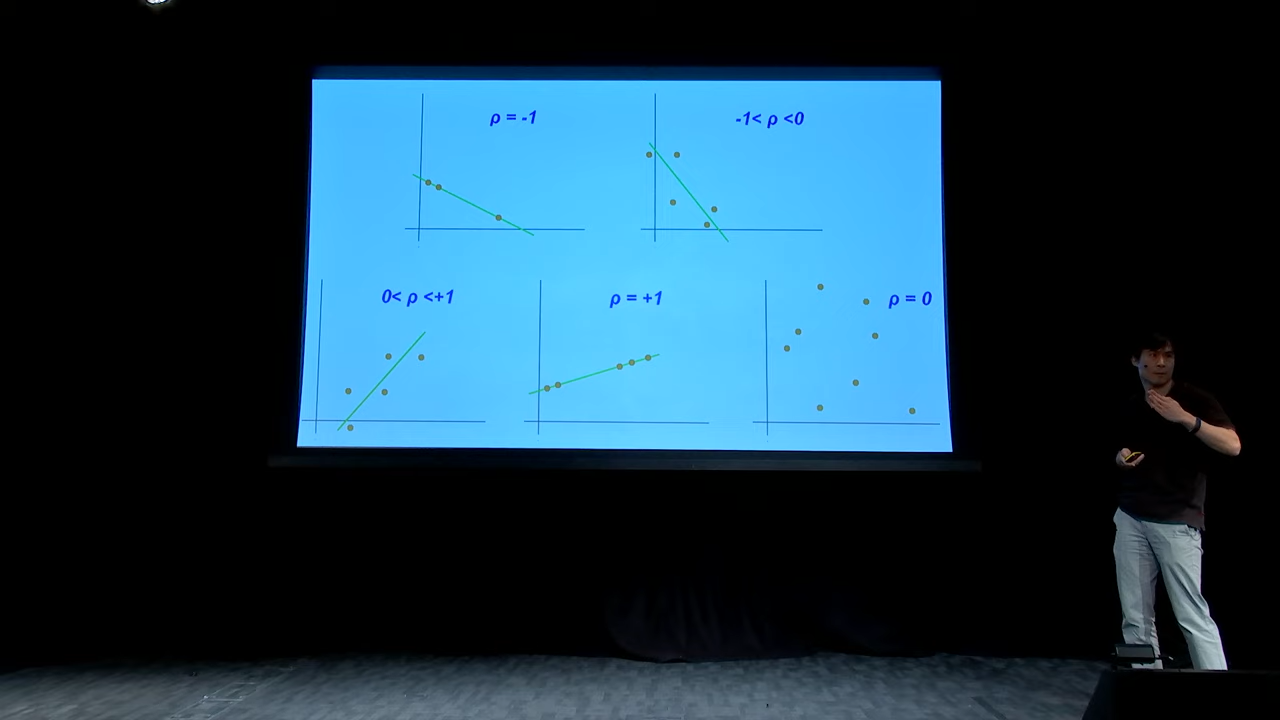 ρ = -1
-1< ρ <0
0< ρ <+1
ρ = +1
ρ = 0